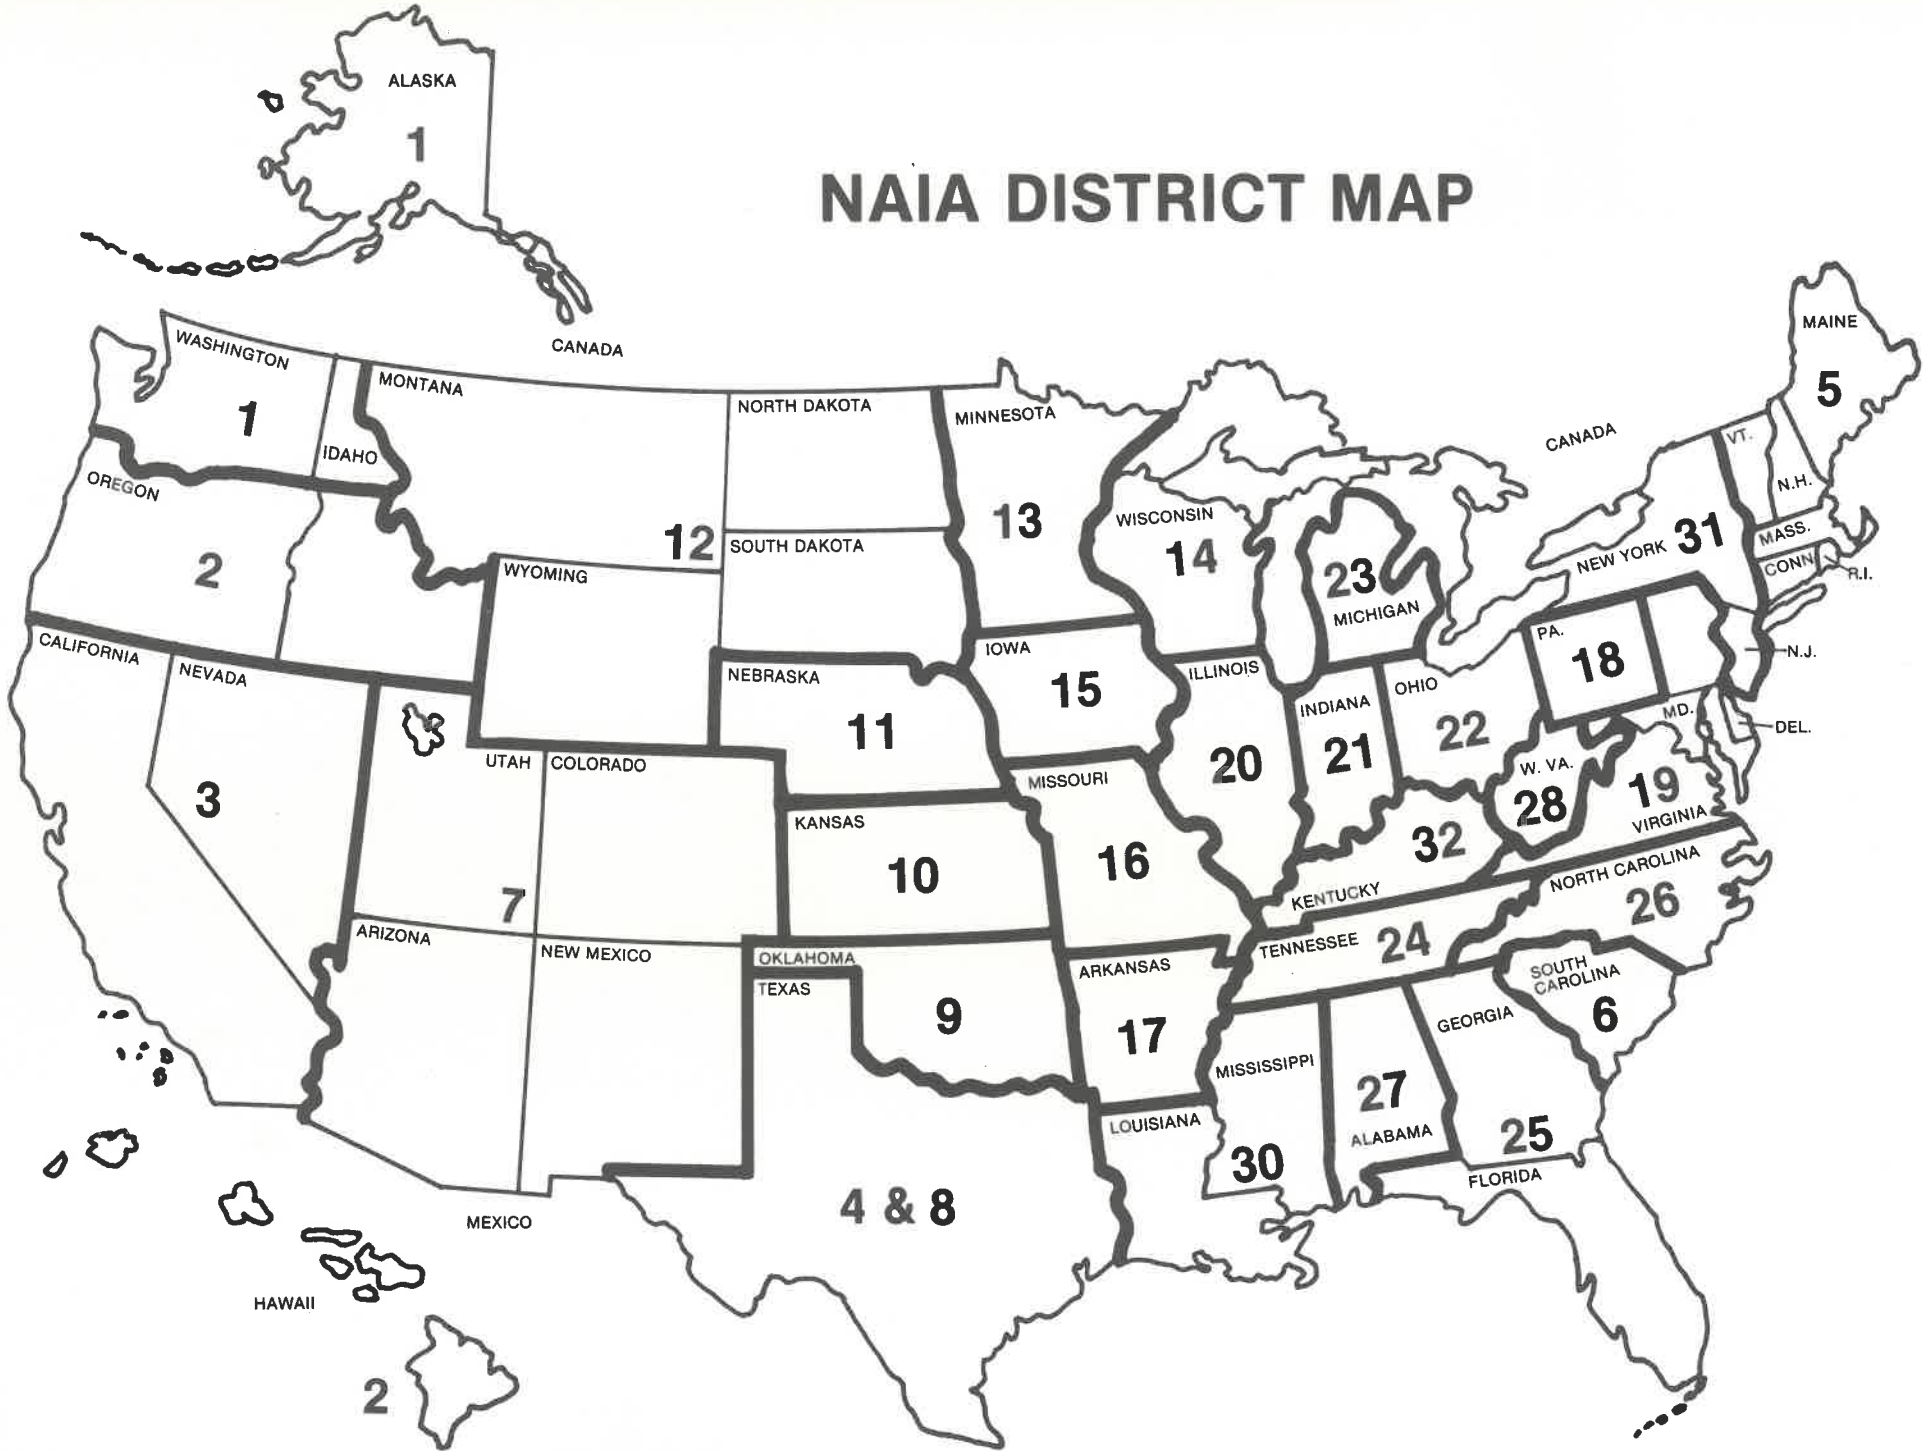 ALASKA
1
NAIA DISTRICT MAP
CANADA
WASHINGTON
1
IDAHO
MONTANA
12
NORTH DAKOTA
MINNESOTA
13
MAINE
5
CANADA
VT.
N.H.
MASS.
CONN
R.I.
NEW YORK 31
OREGON
2
WYOMING
SOUTH DAKOTA
WISCONSIN
14
23
MICHIGAN
CALIFORNIA
NEVADA
3
NEBRASKA
11
IOWA
15
ILLINOIS
20
INDIANA
21
OHIO
22
PA.
18
N.J.
MD.
DEL.
UTAH
COLORADO
7
KANSAS
10
MISSOURI
16
W. VA.
28
19
VIRGINIA
32
KENTUCKY
ARIZONA
NEW MEXICO
OKLAHOMA
9
TEXAS
4 & 8
ARKANSAS
17
TENNESSEE 24
NORTH CAROLINA
26
SOUTH
CAROLINA
6
GEORGIA
25
MISSISSIPPI
30
27
ALABAMA
LOUISIANA
FLORIDA
MEXICO
HAWAII
2